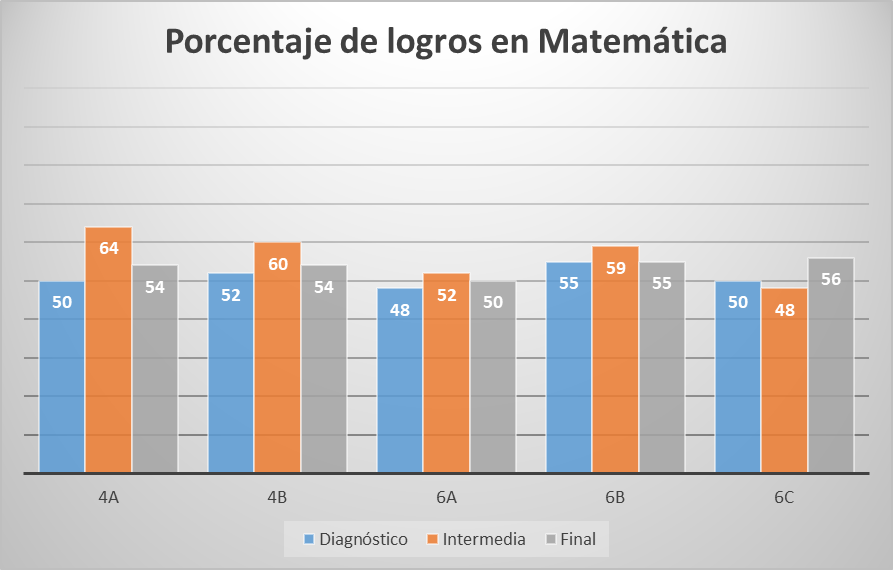 Porcentaje de logros en Matemática
50 64 54 52 60 54 48 52 50 55 59 55 50 48 56
4A 4B 6A 6B 6C
Diagnóstico Intermedia Final